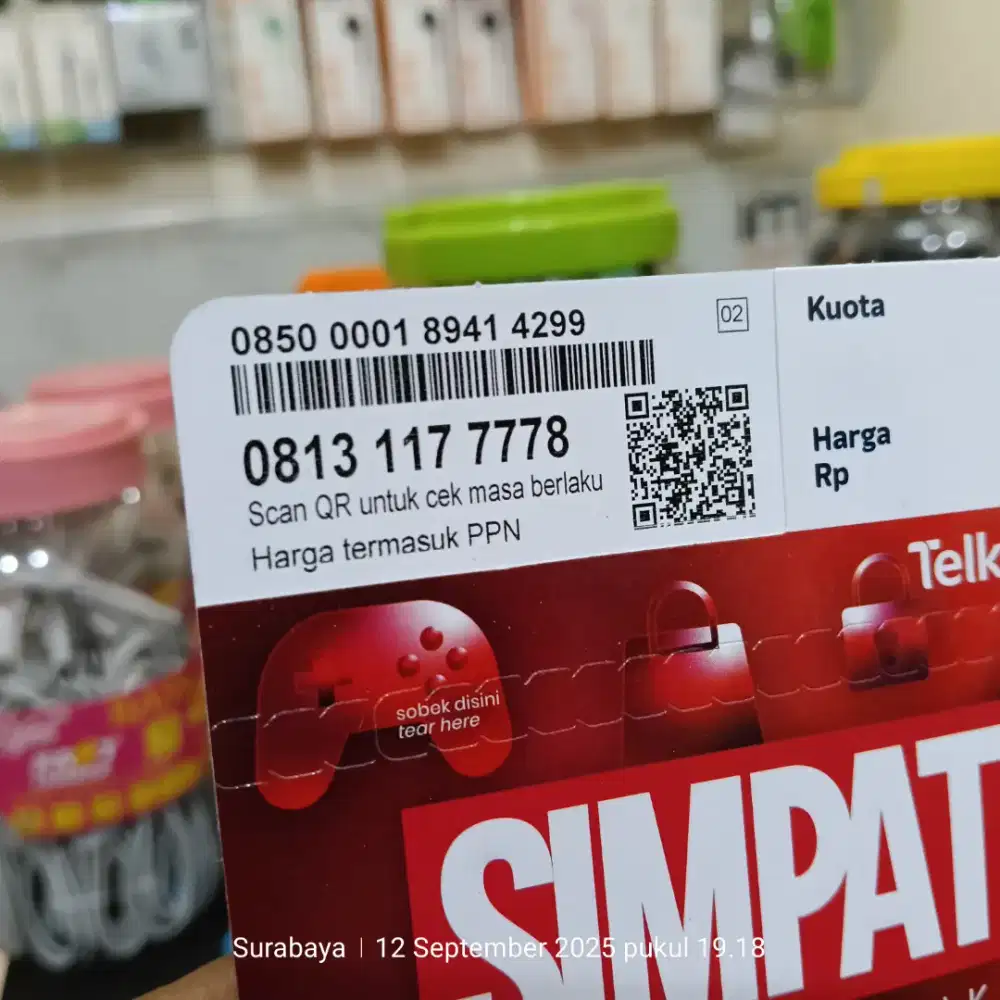 0850 0001 8941 4299
02
0813 117 7778
Scan QR untuk cek masa berlaku
Harga termasuk PPN
Kuota
Harga
Rp
Telk
sobek disini
tear here
SIMPAT
Surabaya | 12 September 2025 pukul 19.18